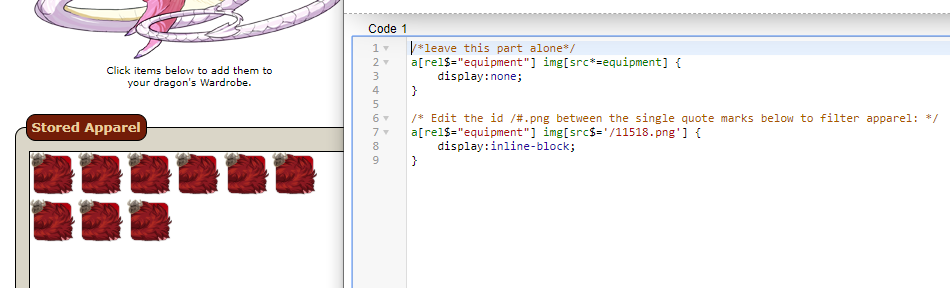 Click items below to add them to
your dragon's Wardrobe.
Stored Apparel
Code 1
1 /*leave this part alone*/
2 a[rel$="equipment"] img[src*=equipment] {
3 display:none;
4 }
5
6 /* Edit the id /#.png between the single quote marks below to filter apparel: */
7 a[rel$="equipment"] img[src$='/11518.png'] {
8 display:inline-block;
9 }